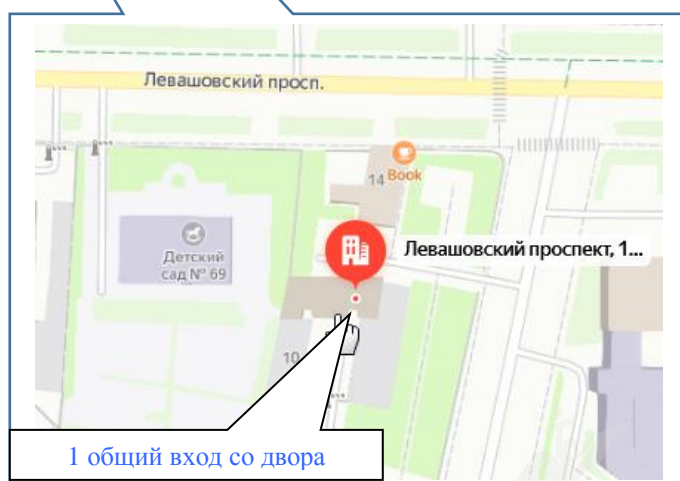 Левашовский просп.
14
Book
Левашовский проспект, 1...
Детский
сад № 69
10
1 общий вход со двора